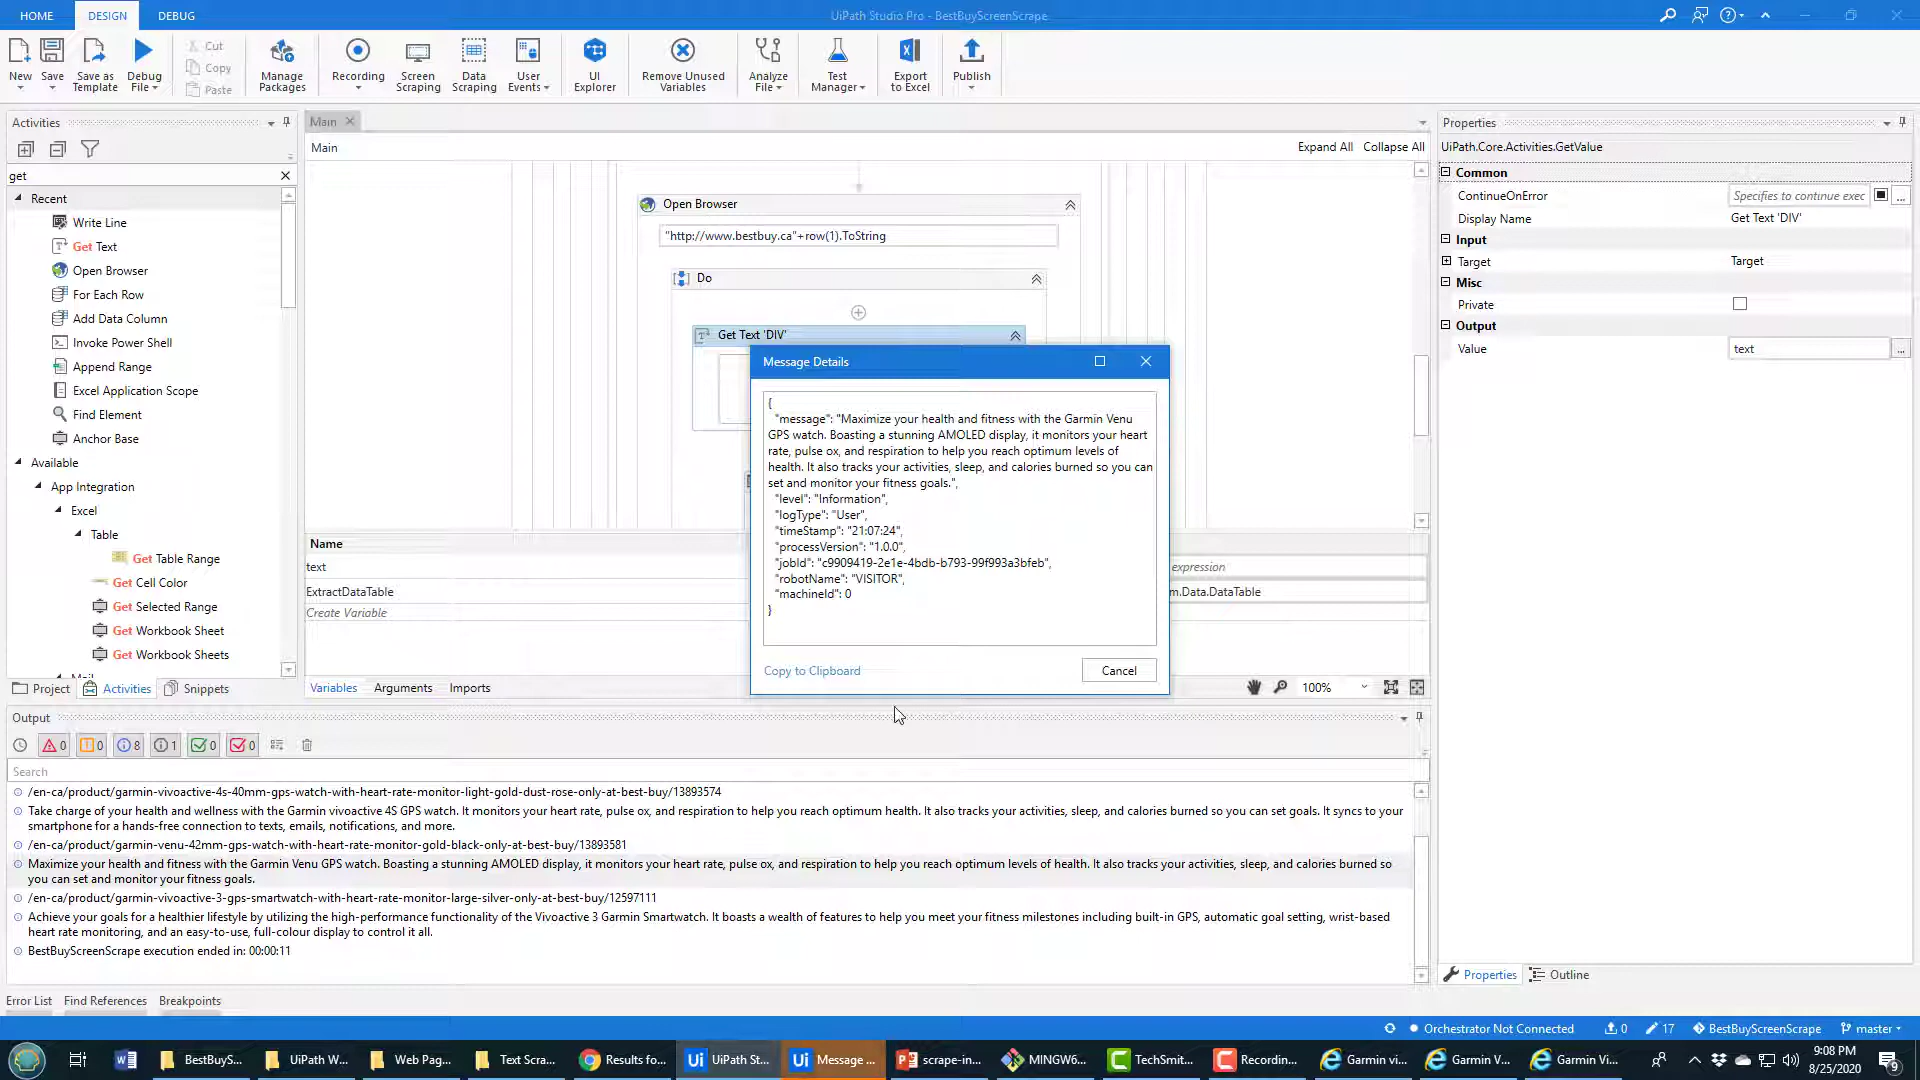 HOME DESIGN DEBUG UiPath Studio Pro - BestBuyScreenScrape
New Save Save as Template Debug File Cut Copy Paste Manage Packages Recording Screen Scraping Data Scraping User Events UI Explorer Remove Unused Variables Analyze File Test Manager Export to Excel Publish
Activities
get
Recent
Write Line
Get Text
Open Browser
For Each Row
Add Data Column
Invoke Power Shell
Append Range
Excel Application Scope
Find Element
Anchor Base
Available
App Integration
Excel
Table
Get Table Range
Get Cell Color
Get Selected Range
Get Workbook Sheet
Get Workbook Sheets
Mail
Project Activities Snippets
Main
Main Expand All Collapse All
Open Browser
"http://www.bestbuy.ca"+row(1).ToString
Do
Get Text 'DIV'
Message Details
{
"message": "Maximize your health and fitness with the Garmin Venu
GPS watch. Boasting a stunning AMOLED display, it monitors your heart
rate, pulse ox, and respiration to help you reach optimum levels of
health. It also tracks your activities, sleep, and calories burned so you can
set and monitor your fitness goals.",
"level": "Information",
"logType": "User",
"timeStamp": "21:07:24",
"processVersion": "1.0.0",
"jobId": "c9909419-2e1e-4bdb-b793-99f993a3bfeb",
"robotName": "VISITOR",
"machineId": 0
}
Copy to Clipboard Cancel
Name
text expression
ExtractDataTable m.Data.DataTable
Create Variable
Variables Arguments Imports 100%
Properties
UiPath.Core.Activities.GetValue
Common
ContinueOnError Specifies to continue exec ...
Display Name Get Text 'DIV'
Input
Target Target
Misc
Private
Output
Value text ...
Properties Outline
Output
0 0 8 1 0 0
Search
/en-ca/product/garmin-vivoactive-4s-40mm-gps-watch-with-heart-rate-monitor-light-gold-dust-rose-only-at-best-buy/13893574
Take charge of your health and wellness with the Garmin vivoactive 4S GPS watch. It monitors your heart rate, pulse ox, and respiration to help you reach optimum health. It also tracks your activities, sleep, and calories burned so you can set goals. It syncs to your
smartphone for a hands-free connection to texts, emails, notifications, and more.
/en-ca/product/garmin-venu-42mm-gps-watch-with-heart-rate-monitor-gold-black-only-at-best-buy/13893581
Maximize your health and fitness with the Garmin Venu GPS watch. Boasting a stunning AMOLED display, it monitors your heart rate, pulse ox, and respiration to help you reach optimum levels of health. It also tracks your activities, sleep, and calories burned so
you can set and monitor your fitness goals.
/en-ca/product/garmin-vivoactive-3-gps-smartwatch-with-heart-rate-monitor-large-silver-only-at-best-buy/12597111
Achieve your goals for a healthier lifestyle by utilizing the high-performance functionality of the Vivoactive 3 Garmin Smartwatch. It boasts a wealth of features to help you meet your fitness milestones including built-in GPS, automatic goal setting, wrist-based
heart rate monitoring, and an easy-to-use, full-colour display to control it all.
BestBuyScreenScrape execution ended in: 00:00:11
Error List Find References Breakpoints
Orchestrator Not Connected 0 17 BestBuyScreenScrape master
BestBuyS... UiPath W... Web Pag... Text Scra... Results fo... Ui UiPath St... Ui Message ... scrape-in... MINGW6... TechSmit... Recordin... Garmin vi... Garmin V... Garmin Vi... 9:08 PM
8/25/2020 9